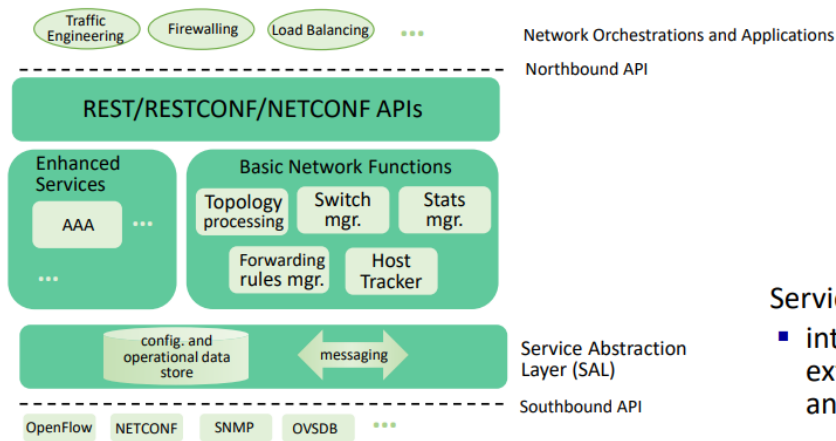 Traffic
Engineering
Firewalling
Load Balancing
...
Network Orchestrations and Applications
Northbound API
REST/RESTCONF/NETCONF APIs
Enhanced
Services
AAA
...
...
Basic Network Functions
Topology
processing
Switch
mgr.
Stats
mgr.
Forwarding
rules mgr.
Host
Tracker
config. and
operational data
store
messaging
Service Abstraction
Layer (SAL)
Southbound API
OpenFlow
NETCONF
SNMP
OVSDB
...
Servi
▪ int
ex
an